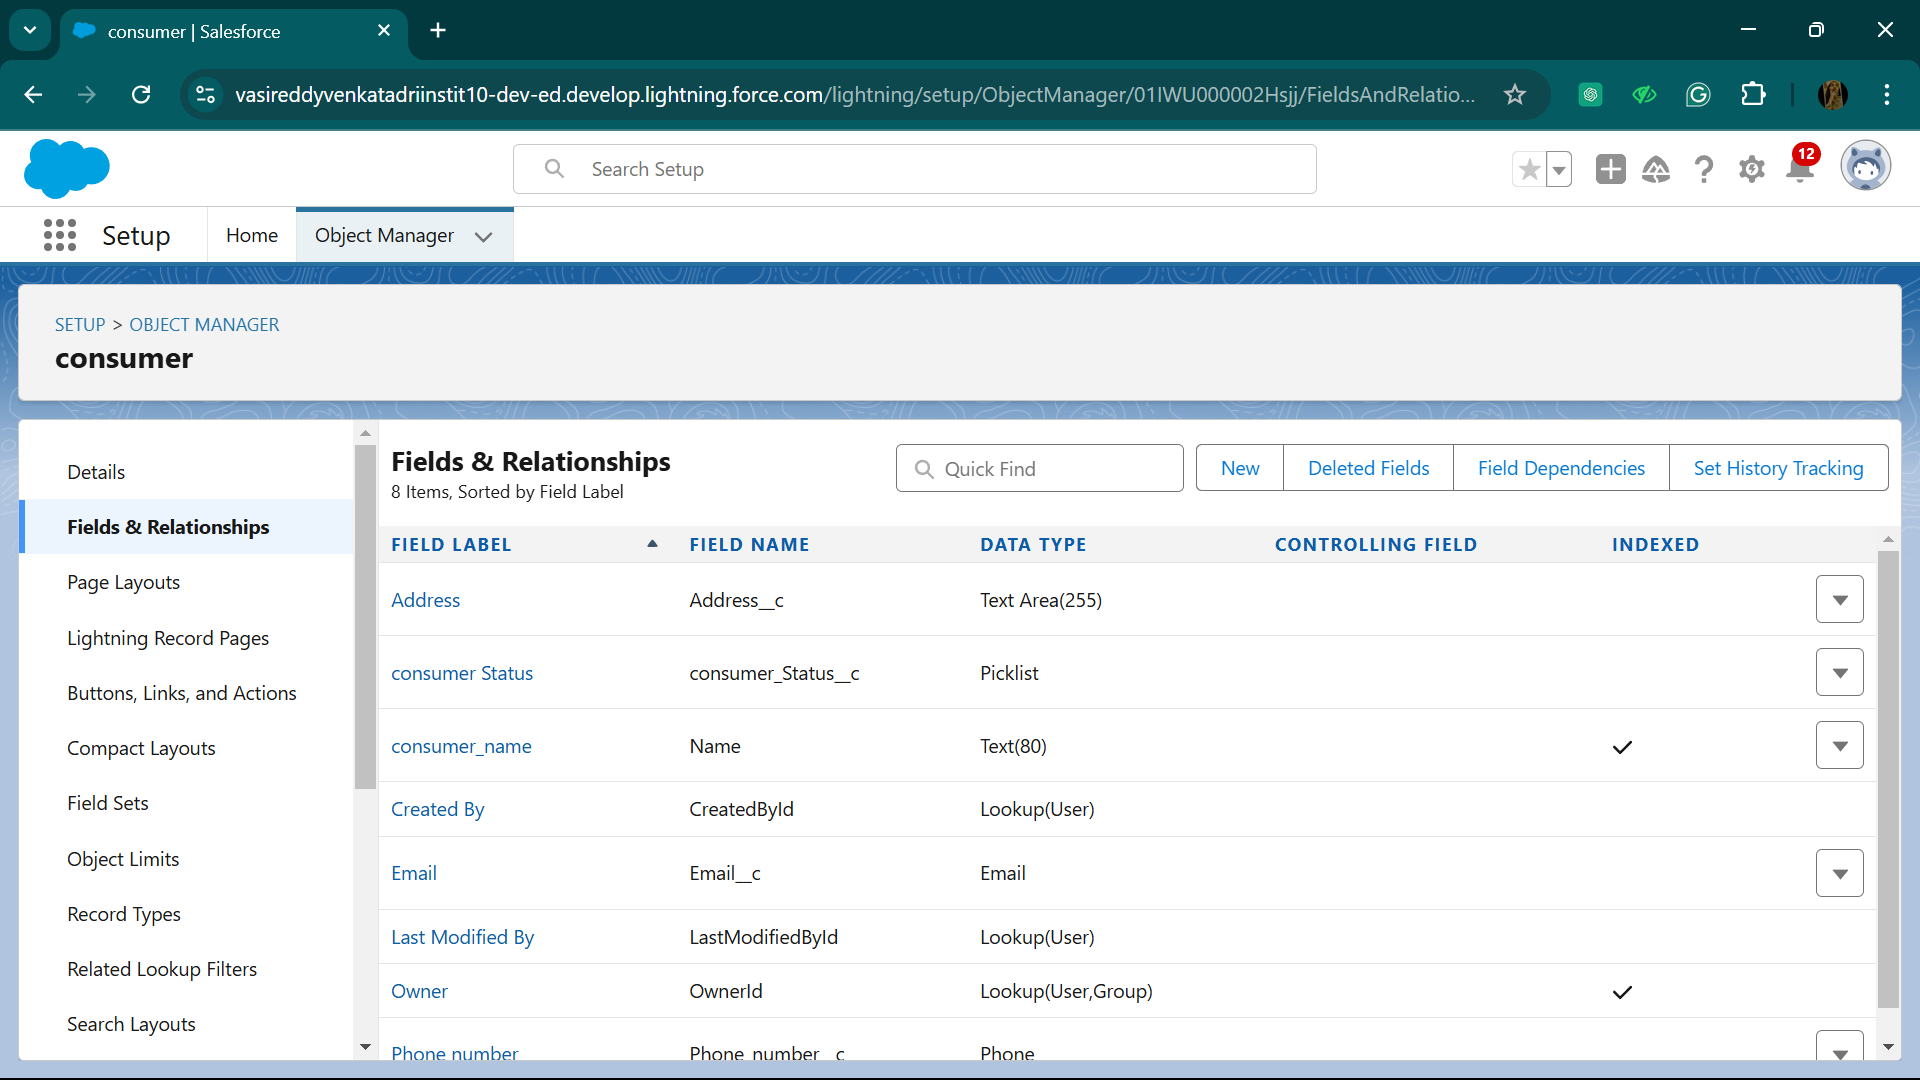 consumer | Salesforce
vasireddyvenkatadriinstit10-dev-ed.develop.lightning.force.com/lightning/setup/ObjectManager/01IWU000002Hsjj/FieldsAndRelatio...
Search Setup
12
Setup
Home
Object Manager
SETUP > OBJECT MANAGER
consumer
Details
Fields & Relationships
Page Layouts
Lightning Record Pages
Buttons, Links, and Actions
Compact Layouts
Field Sets
Object Limits
Record Types
Related Lookup Filters
Search Layouts
Fields & Relationships
8 Items, Sorted by Field Label
Quick Find
New
Deleted Fields
Field Dependencies
Set History Tracking
FIELD LABEL FIELD NAME DATA TYPE CONTROLLING FIELD INDEXED
Address Address__c Text Area(255)
consumer Status consumer_Status__c Picklist
consumer_name Name Text(80)
Created By CreatedById Lookup(User)
Email Email__c Email
Last Modified By LastModifiedById Lookup(User)
Owner OwnerId Lookup(User,Group)
Phone number Phone_number__c Phone